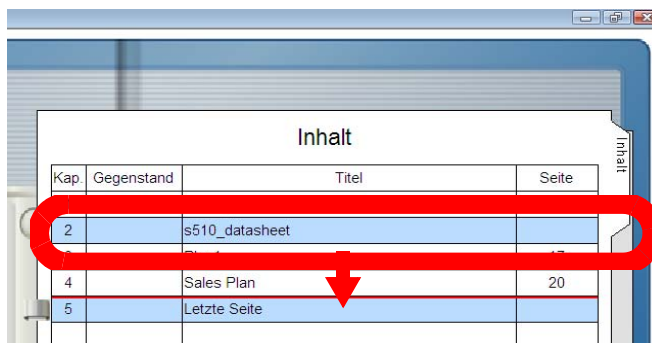 Inhalt
Inhalt
Kap. Gegenstand Titel Seite
2 s510_datasheet
4 Sales Plan 20
5 Letzte Seite